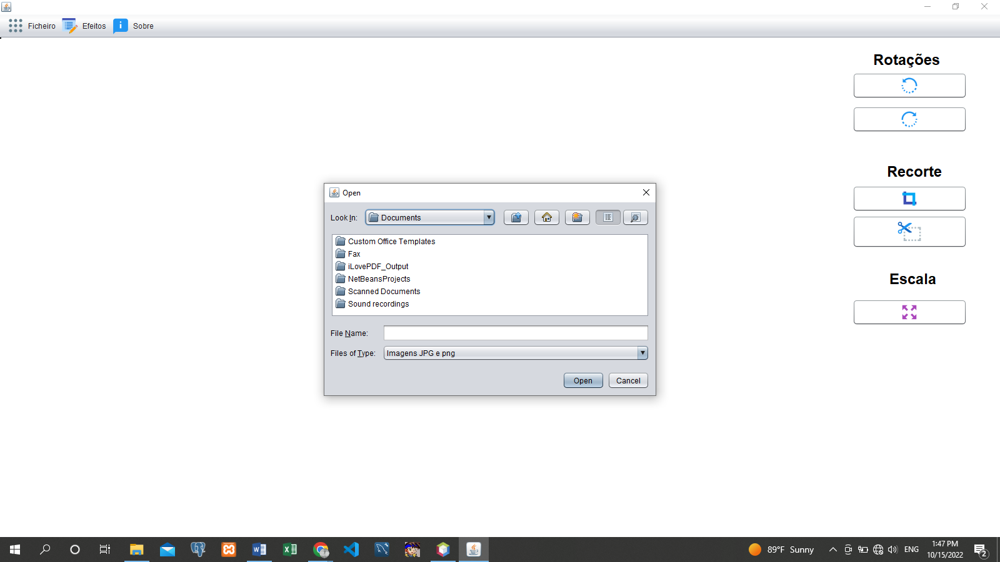 Ficheiro Efeitos Sobre
Rotações
Recorte
Escala
Open
Look In: Documents
Custom Office Templates
Fax
iLovePDF_Output
NetBeansProjects
Scanned Documents
Sound recordings
File Name:
Files of Type: Imagens JPG e png
Open Cancel
89°F Sunny ENG 1:47 PM
10/15/2022 2